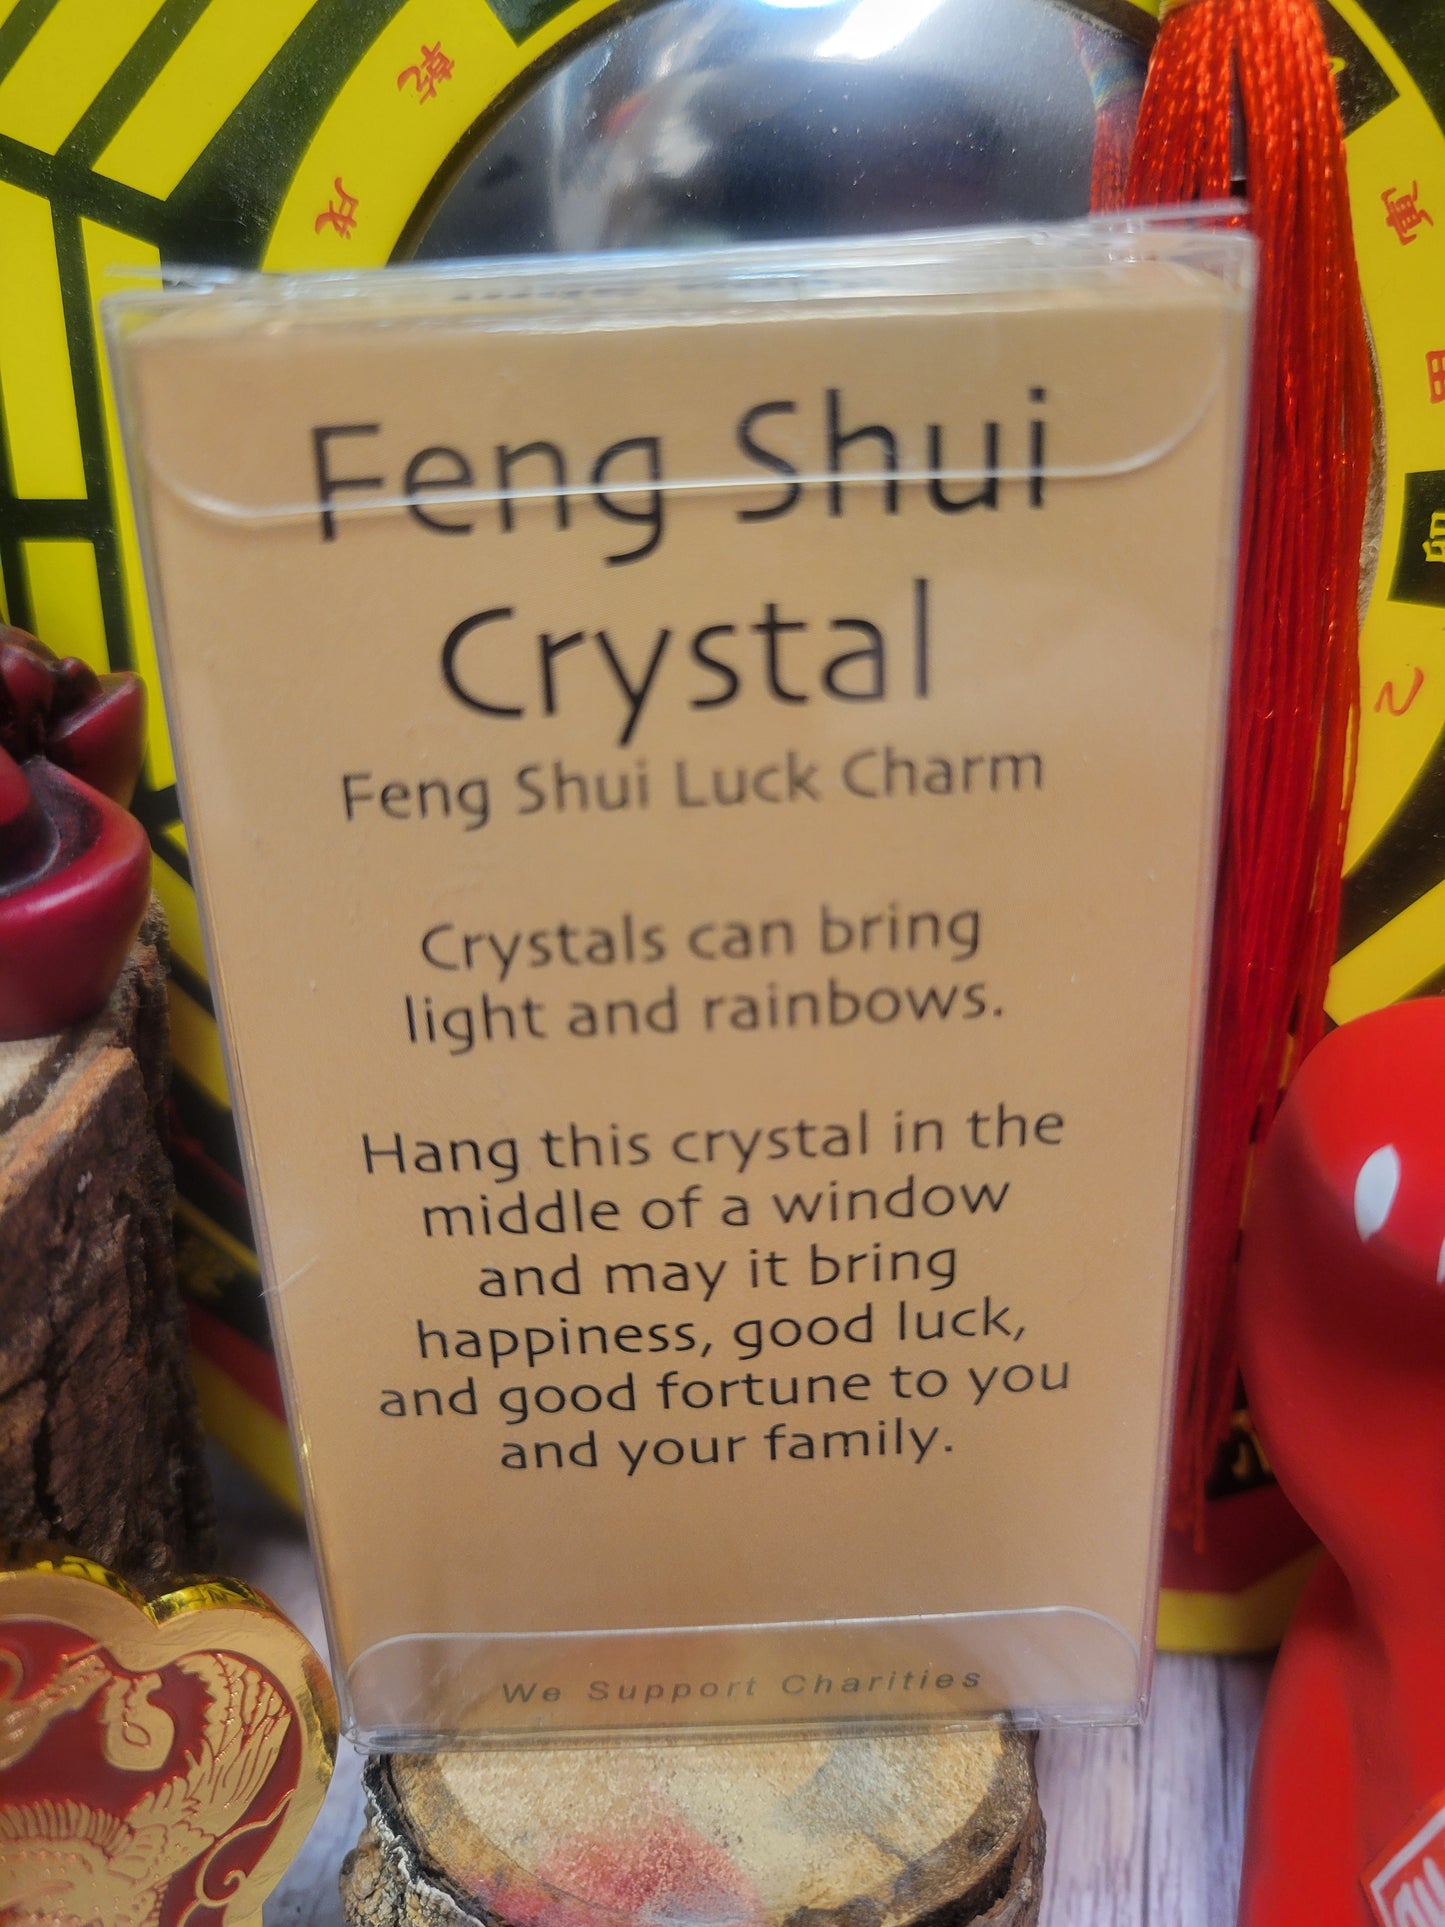 乾
戌
Feng Shui
Crystal
Feng Shui Luck Charm
Crystals can bring
light and rainbows.
Hang this crystal in the
middle of a window
and may it bring
happiness, good luck,
and good fortune to you
and your family.
We Support Charities